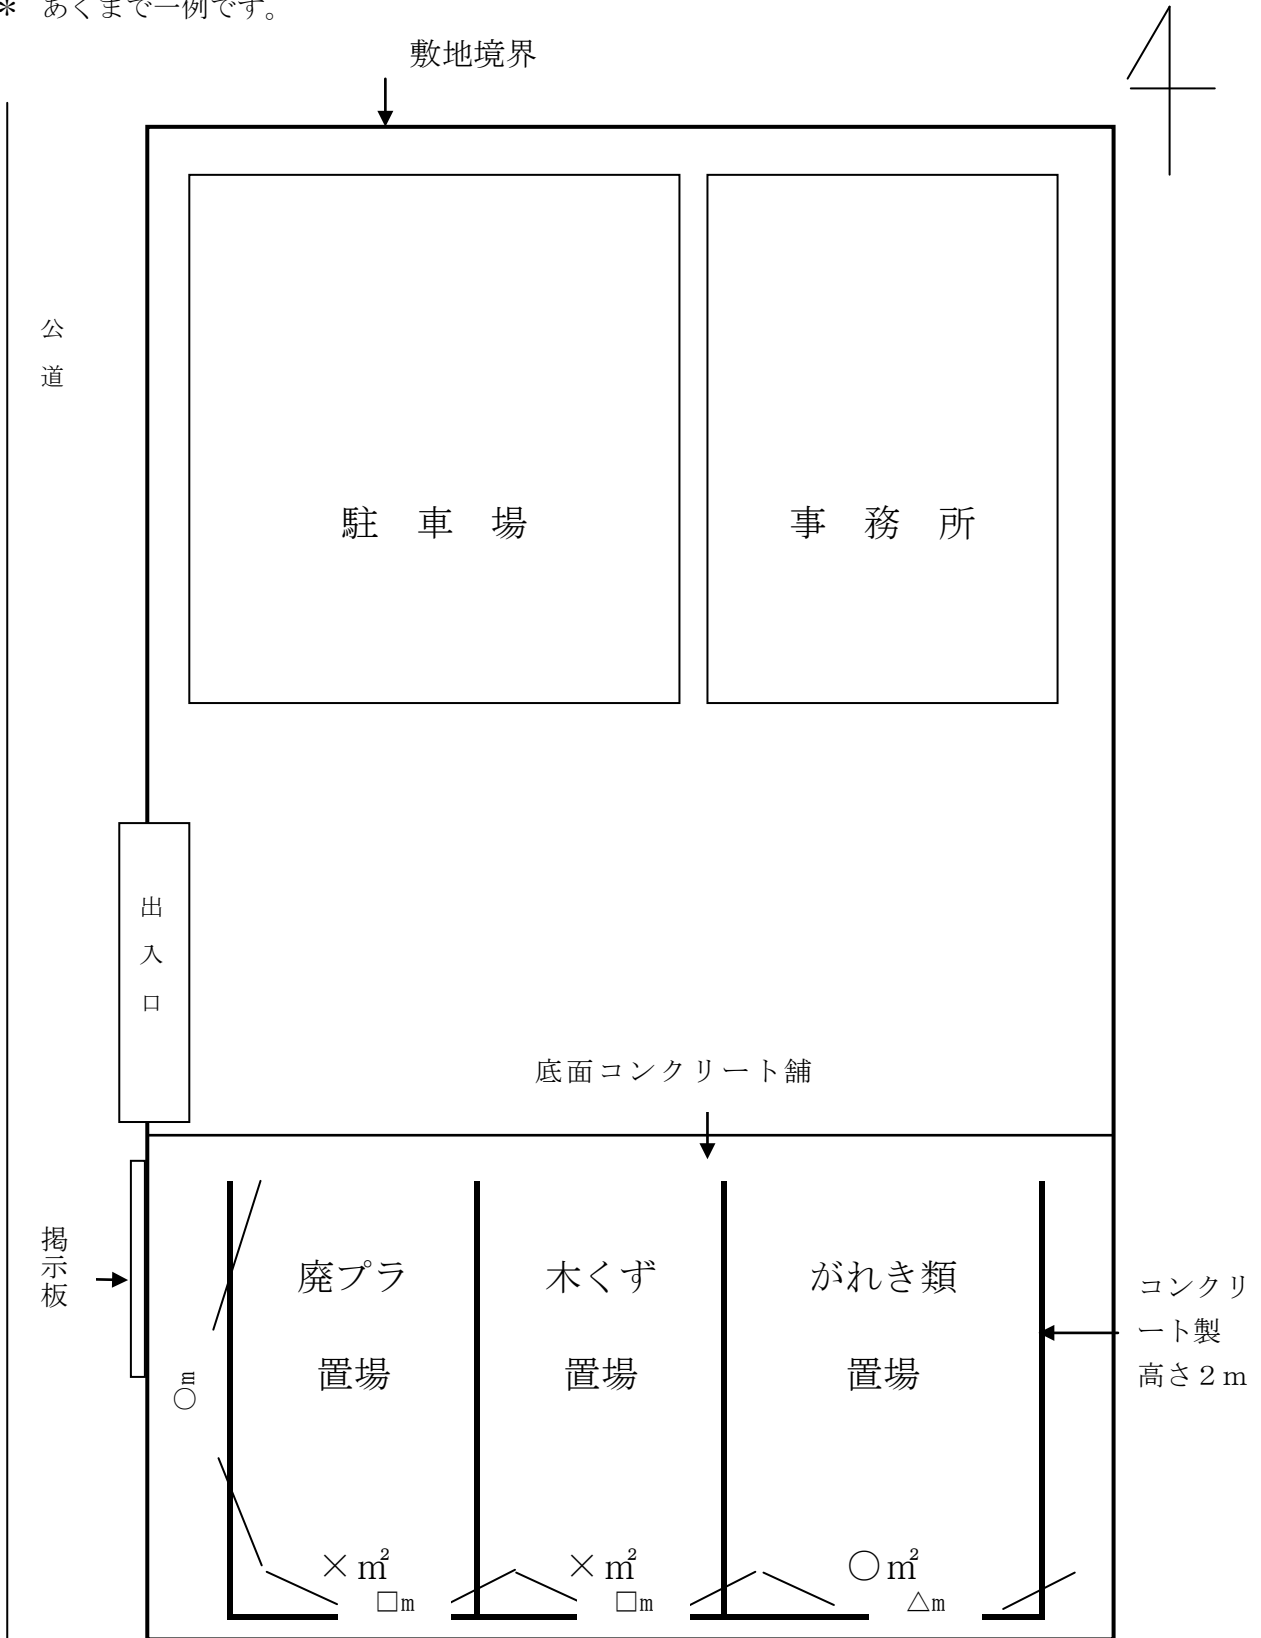 ＊　あくまで一例です。
敷地境界
公道
駐車場
事務所
出入口
底面コンクリート舗
掲示板
廃プラ
置場
木くず
置場
がれき類
置場
コンクリ
ート製
高さ２ｍ
○m
×㎡
×㎡
○㎡
□m
□m
△m